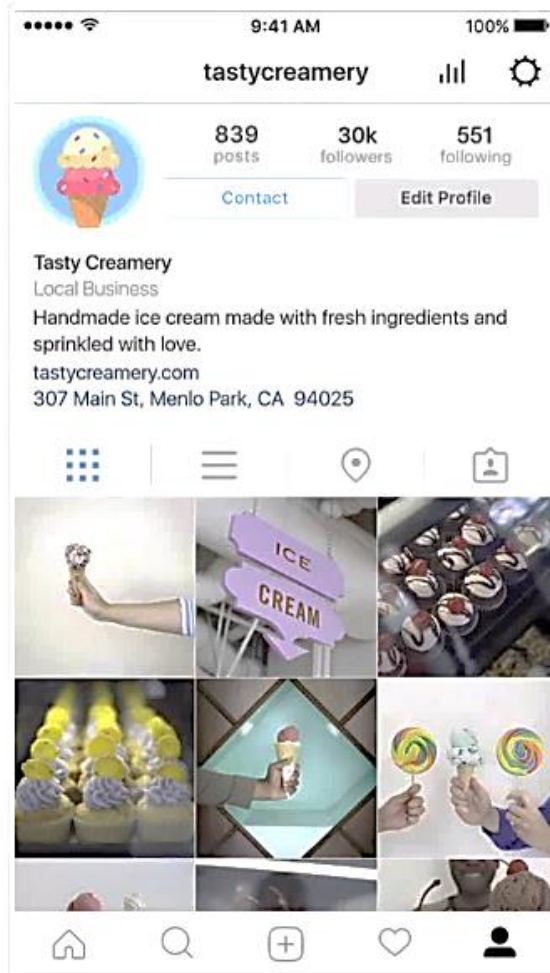 9:41 AM 100%
tastycreamery
839 30k 551
posts followers following
Contact Edit Profile
Tasty Creamery
Local Business
Handmade ice cream made with fresh ingredients and
sprinkled with love.
tastycreamery.com
307 Main St, Menlo Park, CA 94025
ICE
CREAM